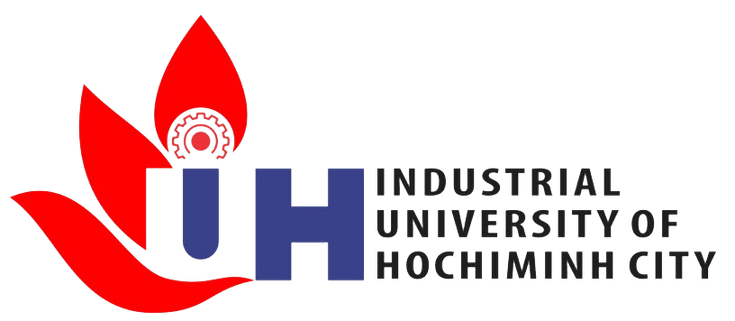 IUH
INDUSTRIAL
UNIVERSITY OF
HOCHIMINH CITY